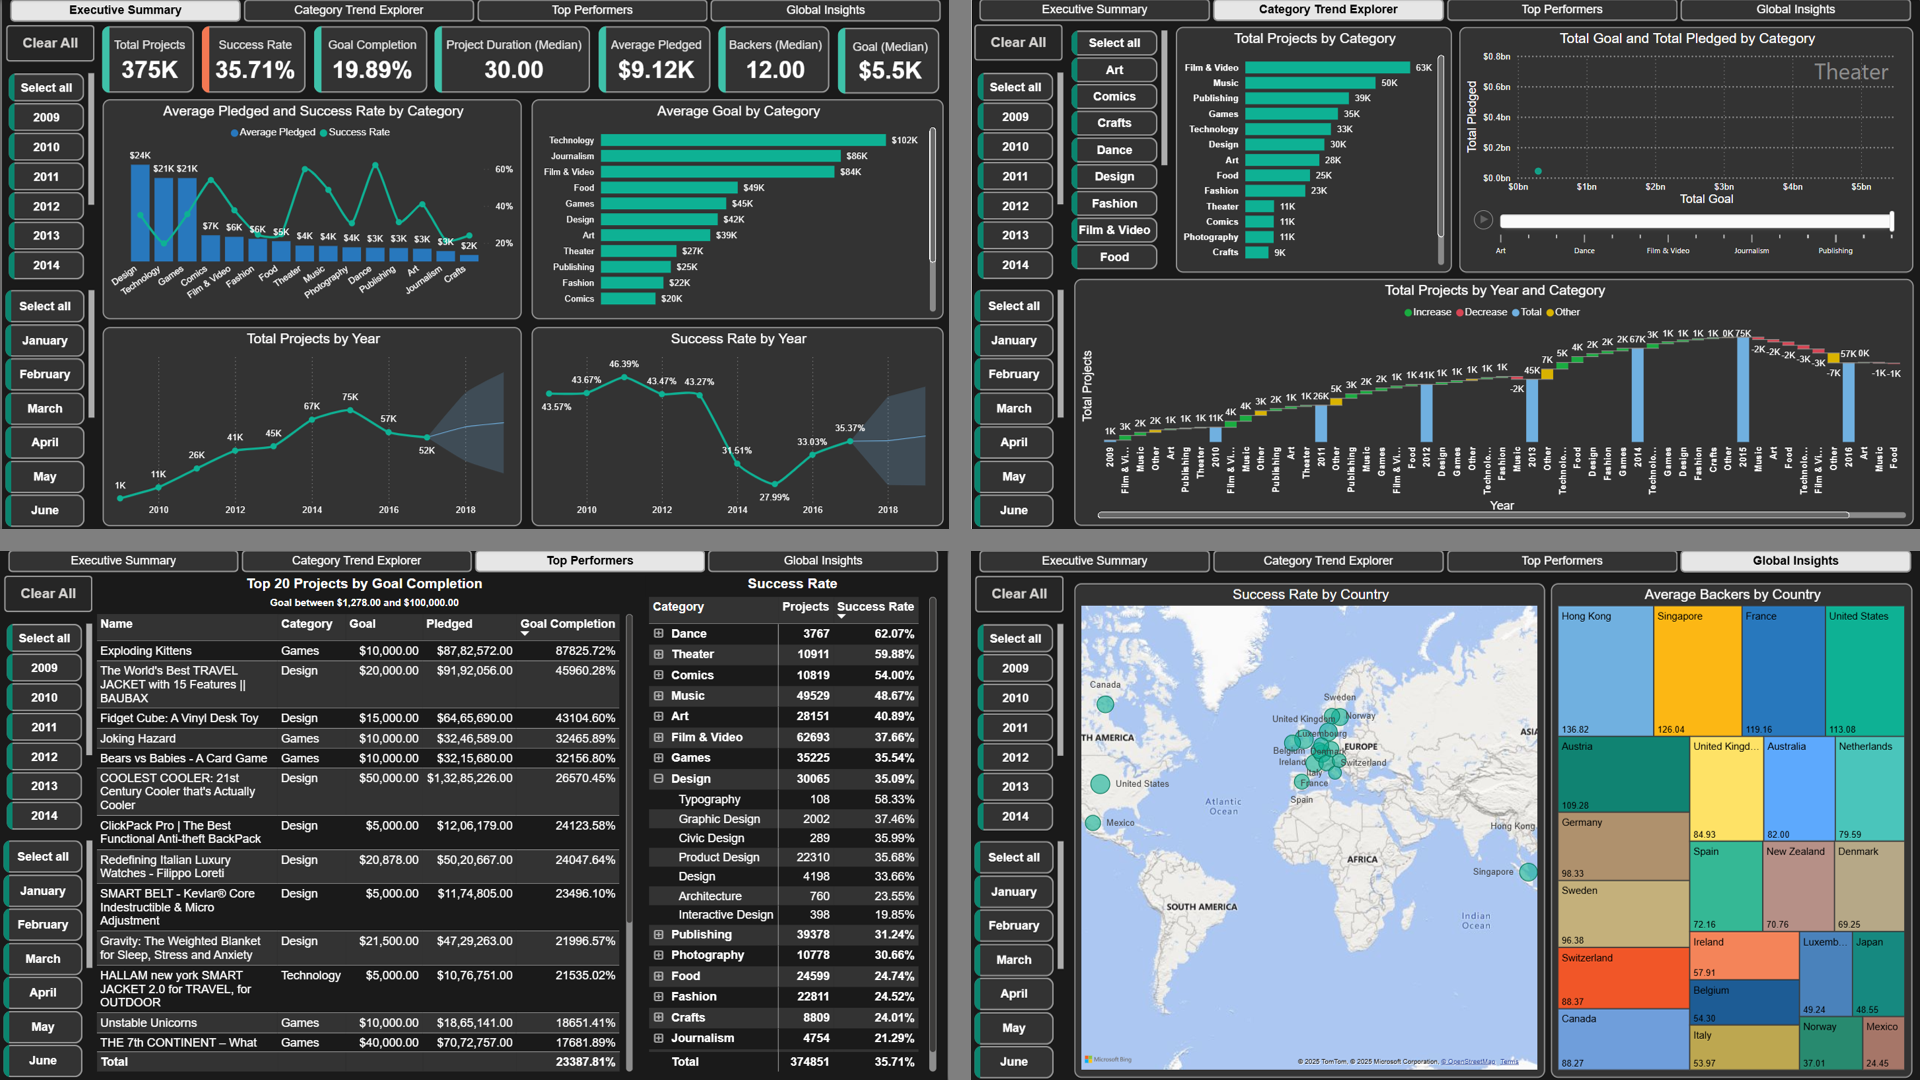 Executive Summary
Category Trend Explorer
Top Performers
Global Insights
Clear All
Select all
2009
2010
2011
2012
2013
2014
Select all
January
February
March
April
May
June
Total Projects
375K
Success Rate
35.71%
Goal Completion
19.89%
Project Duration (Median)
30.00
Average Pledged
$9.12K
Backers (Median)
12.00
Goal (Median)
$5.5K
Average Pledged and Success Rate by Category
Average Pledged Success Rate
$24K $21K $21K $7K $6K $6K $5K $4K $4K $4K $3K $3K $3K $3K $2K
60%
40%
20%
Design Technology Games Comics Film & Video Fashion Food Theater Music Photography Dance Publishing Art Journalism Crafts
Average Goal by Category
Technology $102K
Journalism $86K
Film & Video $84K
Food $49K
Games $45K
Design $42K
Art $39K
Theater $27K
Publishing $25K
Fashion $22K
Comics $20K
Total Projects by Year
1K 11K 26K 41K 45K 67K 75K 57K 52K
2010 2012 2014 2016 2018
Success Rate by Year
43.57% 43.67% 46.39% 43.47% 43.27% 31.51% 27.99% 33.03% 35.37%
2010 2012 2014 2016 2018
Executive Summary
Category Trend Explorer
Top Performers
Global Insights
Clear All
Select all
2009
2010
2011
2012
2013
2014
Select all
January
February
March
April
May
June
Select all
Art
Comics
Crafts
Dance
Design
Fashion
Film & Video
Food
Total Projects by Category
Film & Video 63K
Music 50K
Publishing 39K
Games 35K
Technology 33K
Design 30K
Art 28K
Food 25K
Fashion 23K
Theater 11K
Comics 11K
Photography 11K
Crafts 9K
Total Goal and Total Pledged by Category
Theater
Total Pledged
$0.8bn
$0.6bn
$0.4bn
$0.2bn
$0.0bn
$0bn $1bn $2bn $3bn $4bn $5bn
Total Goal
Art Dance Film & Video Journalism Publishing
Total Projects by Year and Category
Increase Decrease Total Other
Total Projects
1K 3K 2K 2K 1K 1K 1K 11K 4K 4K 3K 2K 1K 1K 26K 5K 3K 2K 2K 1K 1K 41K 1K 1K 1K 1K 1K -2K 45K 7K 5K 4K 2K 2K 2K 67K 3K 1K 1K 1K 1K 0K 75K -2K -2K -2K -3K -3K -7K 57K 0K -1K -1K
2009 Film & Vi... Music Other Art Publishing Theater 2010 Film & Vi... Music Other Publishing Art Theater 2011 Other Publishing Music Games Film & Vi... Food 2012 Design Games Other Technolo... Fashion Music 2013 Other Technolo... Food Design Fashion Games 2014 Technolo... Games Design Fashion Crafts Other 2015 Music Art Food Technolo... Film & Vi... Other 2016 Art Music Food
Year
Executive Summary
Category Trend Explorer
Top Performers
Global Insights
Clear All
Select all
2009
2010
2011
2012
2013
2014
Select all
January
February
March
April
May
June
Top 20 Projects by Goal Completion
Goal between $1,278.00 and $100,000.00
Name Category Goal Pledged Goal Completion
Exploding Kittens Games $10,000.00 $87,82,572.00 87825.72%
The World's Best TRAVEL Design $20,000.00 $91,92,056.00 45960.28%
JACKET with 15 Features ||
BAUBAX
Fidget Cube: A Vinyl Desk Toy Design $15,000.00 $64,65,690.00 43104.60%
Joking Hazard Games $10,000.00 $32,46,589.00 32465.89%
Bears vs Babies - A Card Game Games $10,000.00 $32,15,680.00 32156.80%
COOLEST COOLER: 21st Design $50,000.00 $1,32,85,226.00 26570.45%
Century Cooler that's Actually
Cooler
ClickPack Pro | The Best Design $5,000.00 $12,06,179.00 24123.58%
Functional Anti-theft BackPack
Redefining Italian Luxury Design $20,878.00 $50,20,667.00 24047.64%
Watches - Filippo Loreti
SMART BELT - Kevlar® Core Design $5,000.00 $11,74,805.00 23496.10%
Indestructible & Micro
Adjustment
Gravity: The Weighted Blanket Design $21,500.00 $47,29,263.00 21996.57%
for Sleep, Stress and Anxiety
HALLAM new york SMART Technology $5,000.00 $10,76,751.00 21535.02%
JACKET 2.0 for TRAVEL, for
OUTDOOR
Unstable Unicorns Games $10,000.00 $18,65,141.00 18651.41%
THE 7th CONTINENT – What Games $40,000.00 $70,72,757.00 17681.89%
Total 23387.81%
Success Rate
Category Projects Success Rate
Dance 3767 62.07%
Theater 10911 59.88%
Comics 10819 54.00%
Music 49529 48.67%
Art 28151 40.89%
Film & Video 62693 37.66%
Games 35225 35.54%
Design 30065 35.09%
Typography 108 58.33%
Graphic Design 2002 37.46%
Civic Design 289 35.99%
Product Design 22310 35.68%
Design 4198 33.66%
Architecture 760 23.55%
Interactive Design 398 19.85%
Publishing 39378 31.24%
Photography 10778 30.66%
Food 24599 24.74%
Fashion 22811 24.52%
Crafts 8809 24.01%
Journalism 4754 21.29%
Total 374851 35.71%
Executive Summary
Category Trend Explorer
Top Performers
Global Insights
Clear All
Select all
2009
2010
2011
2012
2013
2014
Select all
January
February
March
April
May
June
Success Rate by Country
Canada
Sweden
United Kingdom Norway
TH AMERICA Luxembourg ASIA
Belgium Denmark EUROPE
Ireland Switzerland
Italy
United States France
Spain
Atlantic
Ocean
Mexico
Hong Kong
AFRICA
Singapore
SOUTH AMERICA
Indian
Ocean
Microsoft Bing
© 2025 TomTom, © 2025 Microsoft Corporation, © OpenStreetMap Terms
Average Backers by Country
Hong Kong 136.82
Singapore 126.04
France 119.16
United States 113.08
Austria 109.28
Germany 98.33
Sweden 96.38
Switzerland 88.37
Canada 88.27
United Kingd... 84.93
Australia 82.00
Netherlands 79.59
Spain 72.16
New Zealand 70.76
Denmark 69.25
Ireland 57.91
Belgium 54.30
Italy 53.97
Luxemb... 49.24
Japan 48.55
Norway 37.01
Mexico 24.45